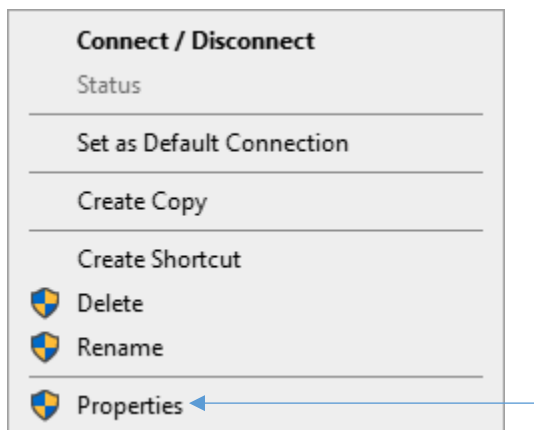 Connect / Disconnect
Status
Set as Default Connection
Create Copy
Create Shortcut
Delete
Rename
Properties